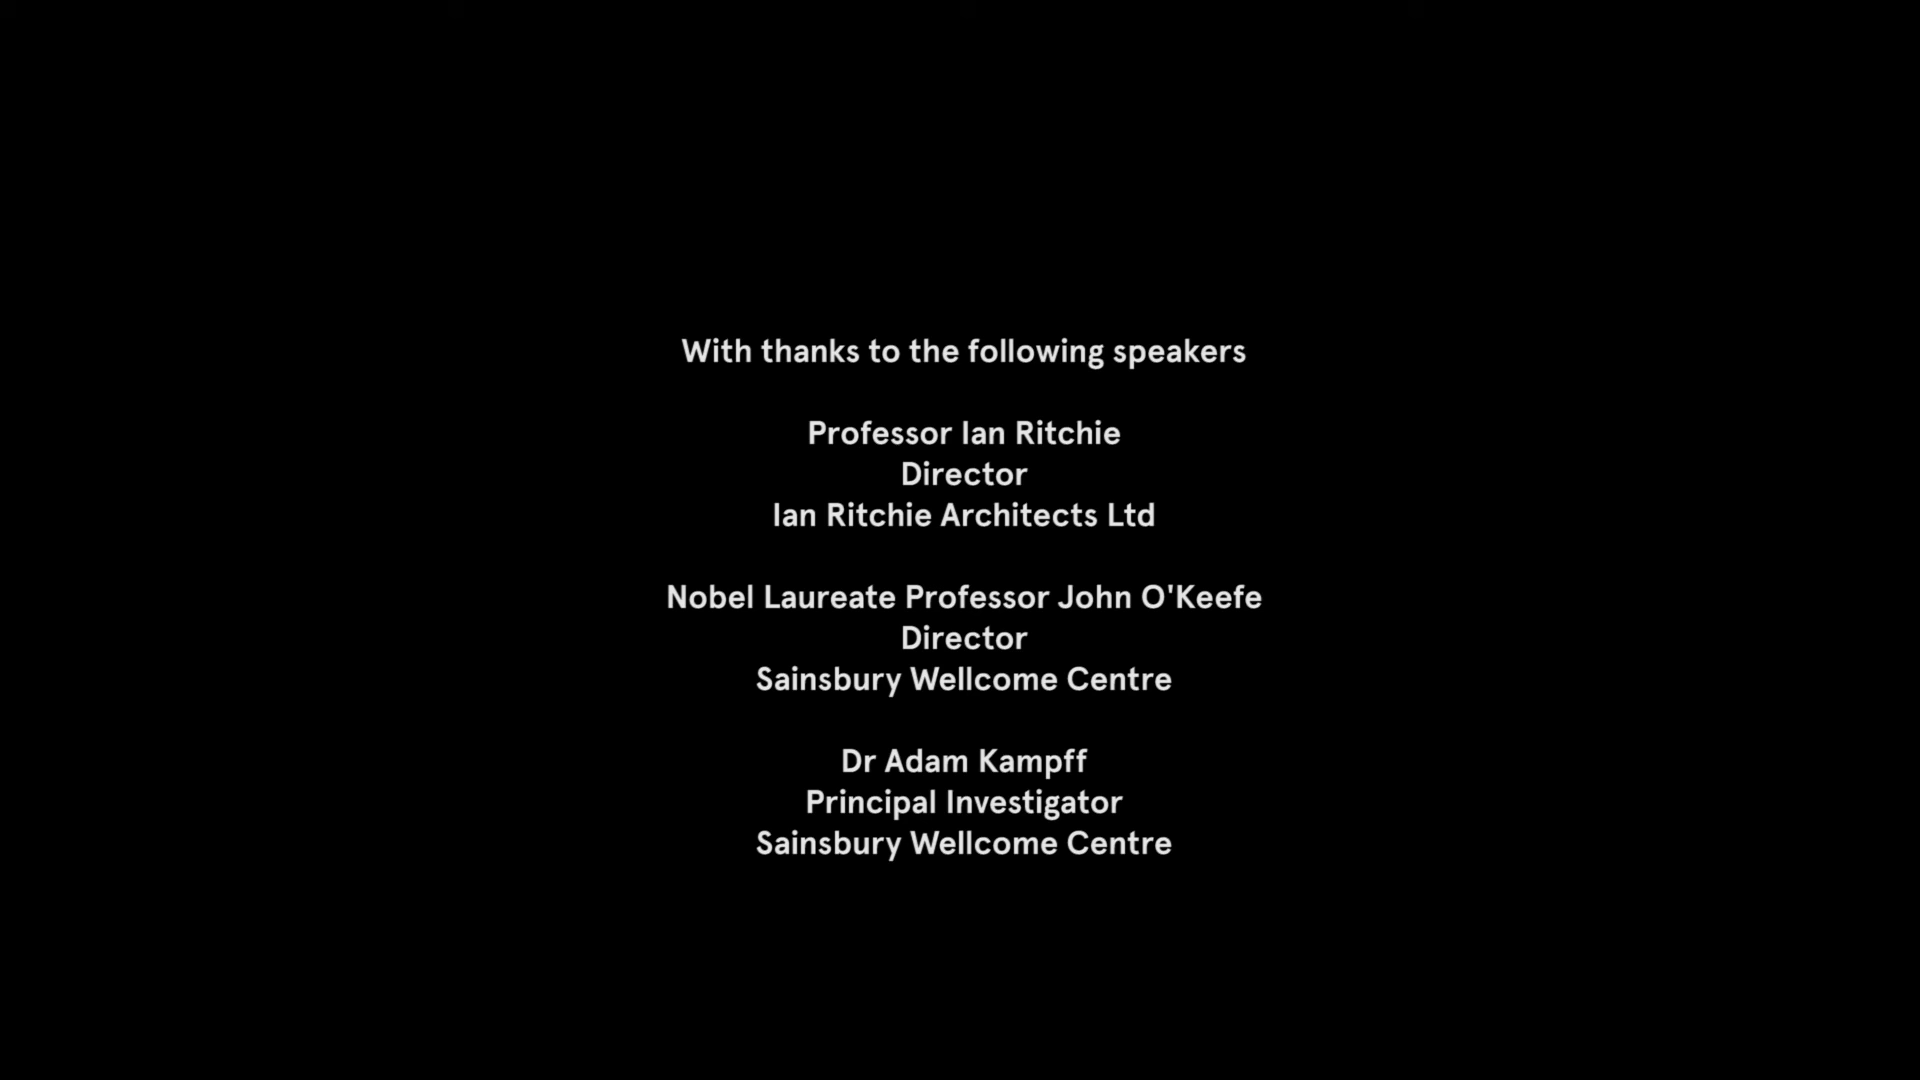 With thanks to the following speakers
Professor Ian Ritchie
Director
Ian Ritchie Architects Ltd
Nobel Laureate Professor John O'Keefe
Director
Sainsbury Wellcome Centre
Dr Adam Kampff
Principal Investigator
Sainsbury Wellcome Centre